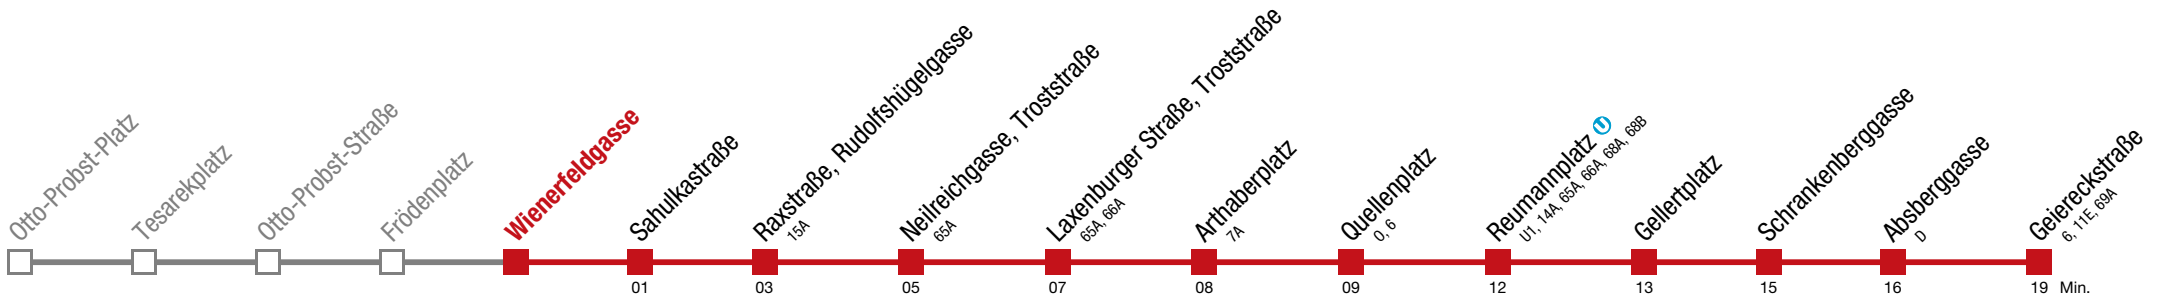 Otto-Probst-Platz
Tesarekplatz
Otto-Probst-Straße
Frödenplatz
Wienerfeldgasse
Sahulkastraße
Raxstraße, Rudolfshügelgasse
15A
Neilreichgasse, Troststraße
65A
Laxenburger Straße, Troststraße
65A, 66A
Arthaberplatz
7A
Quellenplatz
O, 6
Reumannplatz U
U1, 14A, 65A, 66A, 68A, 68B
Gellertplatz
Schrankenberggasse
Absberggasse
D
Geiereckstraße
6, 11E, 69A
01 03 05 07 08 09 12 13 15 16 19 Min.